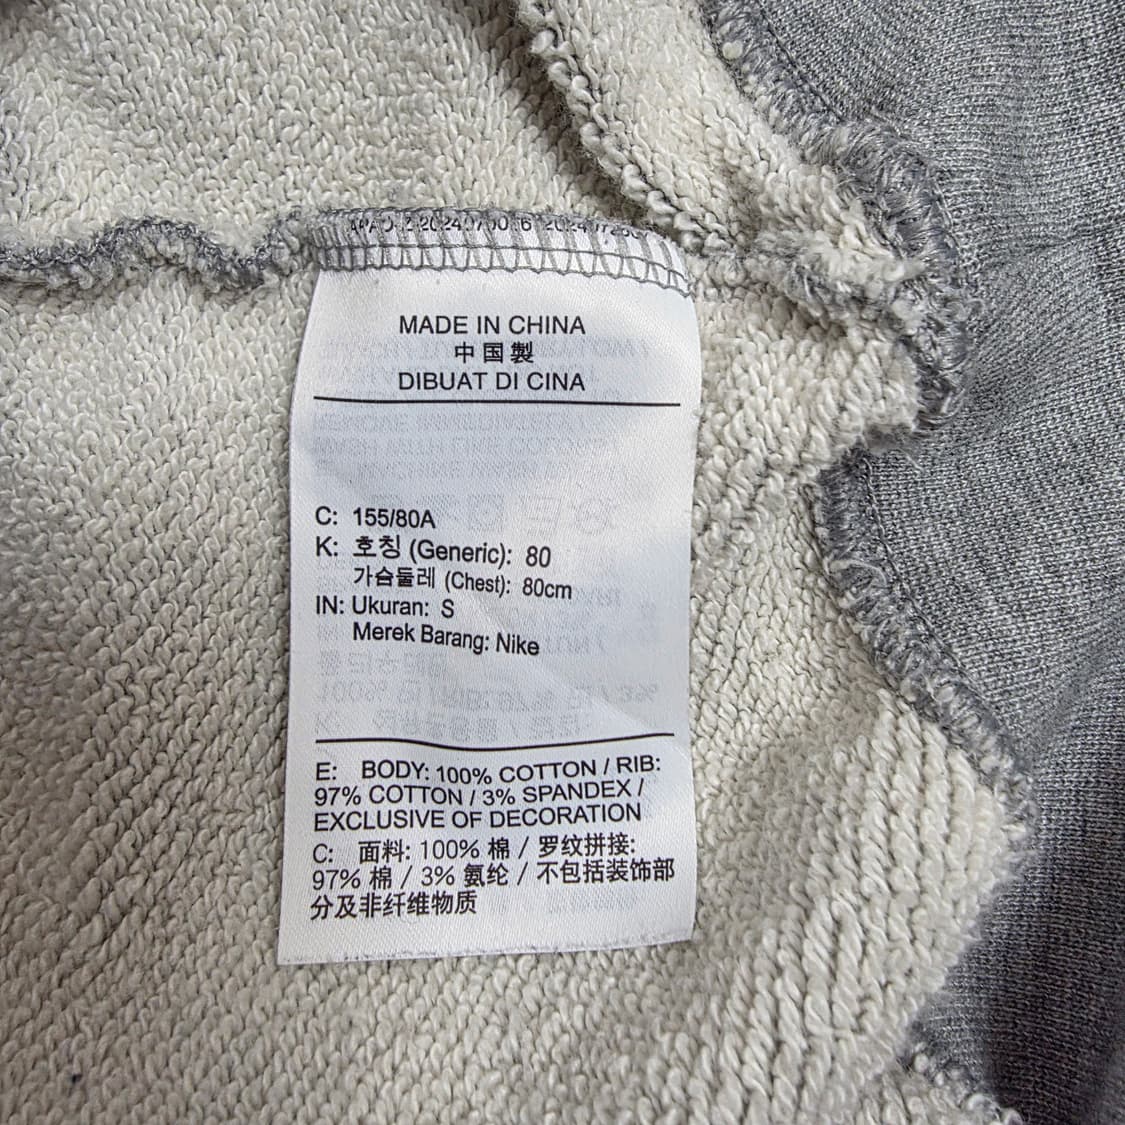 MADE IN CHINA
中国製
DIBUAT DI CINA
C: 155/80A
K: 호칭 (Generic): 80
가슴둘레 (Chest): 80cm
IN: Ukuran: S
Merek Barang: Nike
E: BODY: 100% COTTON / RIB:
97% COTTON / 3% SPANDEX /
EXCLUSIVE OF DECORATION
C: 面料: 100% 棉 / 罗纹拼接:
97% 棉 / 3% 氨纶 / 不包括装饰部
分及非纤维物质